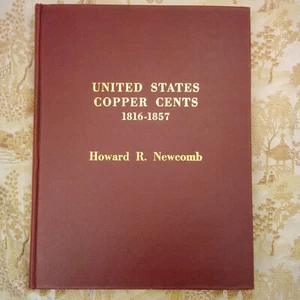 UNITED STATES
COPPER CENTS
1816-1857
Howard R. Newcomb